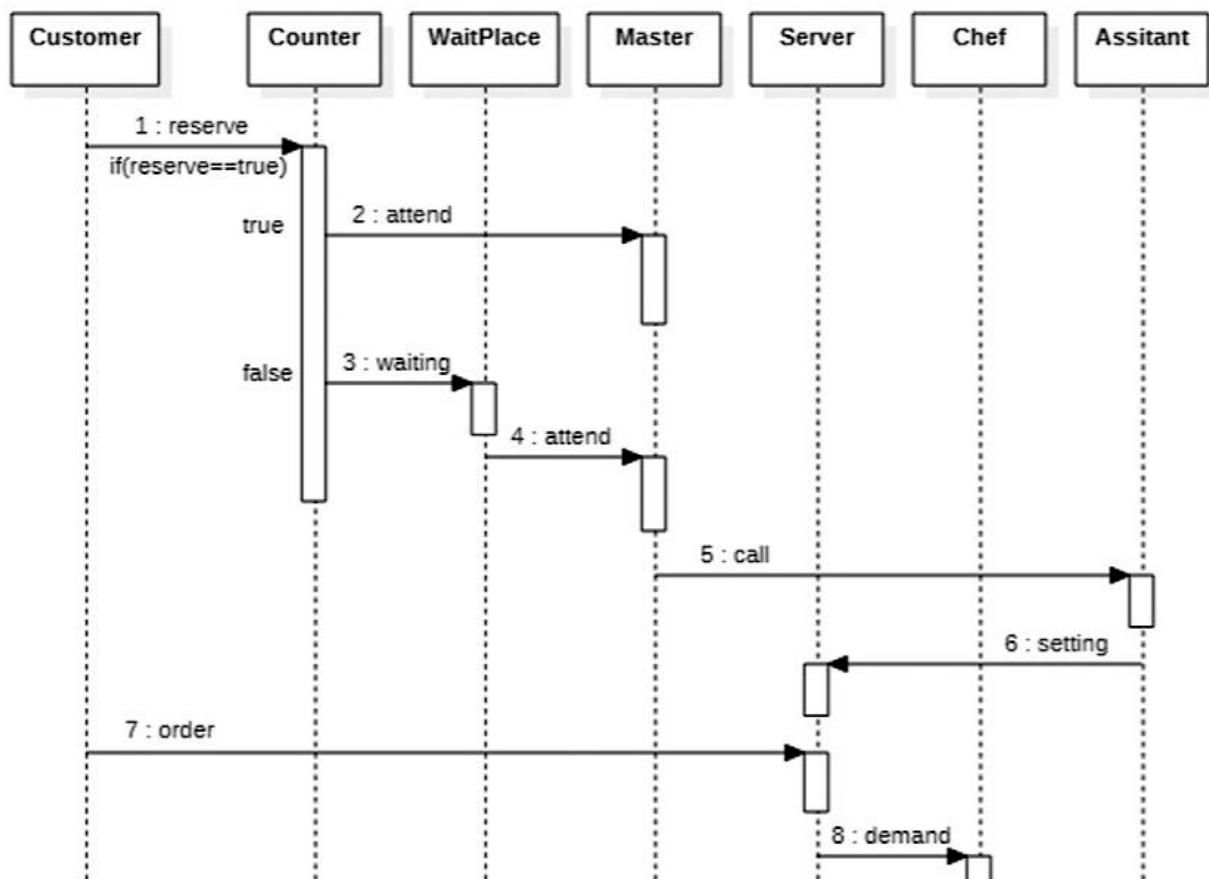 Customer
Counter
WaitPlace
Master
Server
Chef
Assitant
1 : reserve
if(reserve==true)
true
2 : attend
false
3 : waiting
4 : attend
5 : call
6 : setting
7 : order
8 : demand